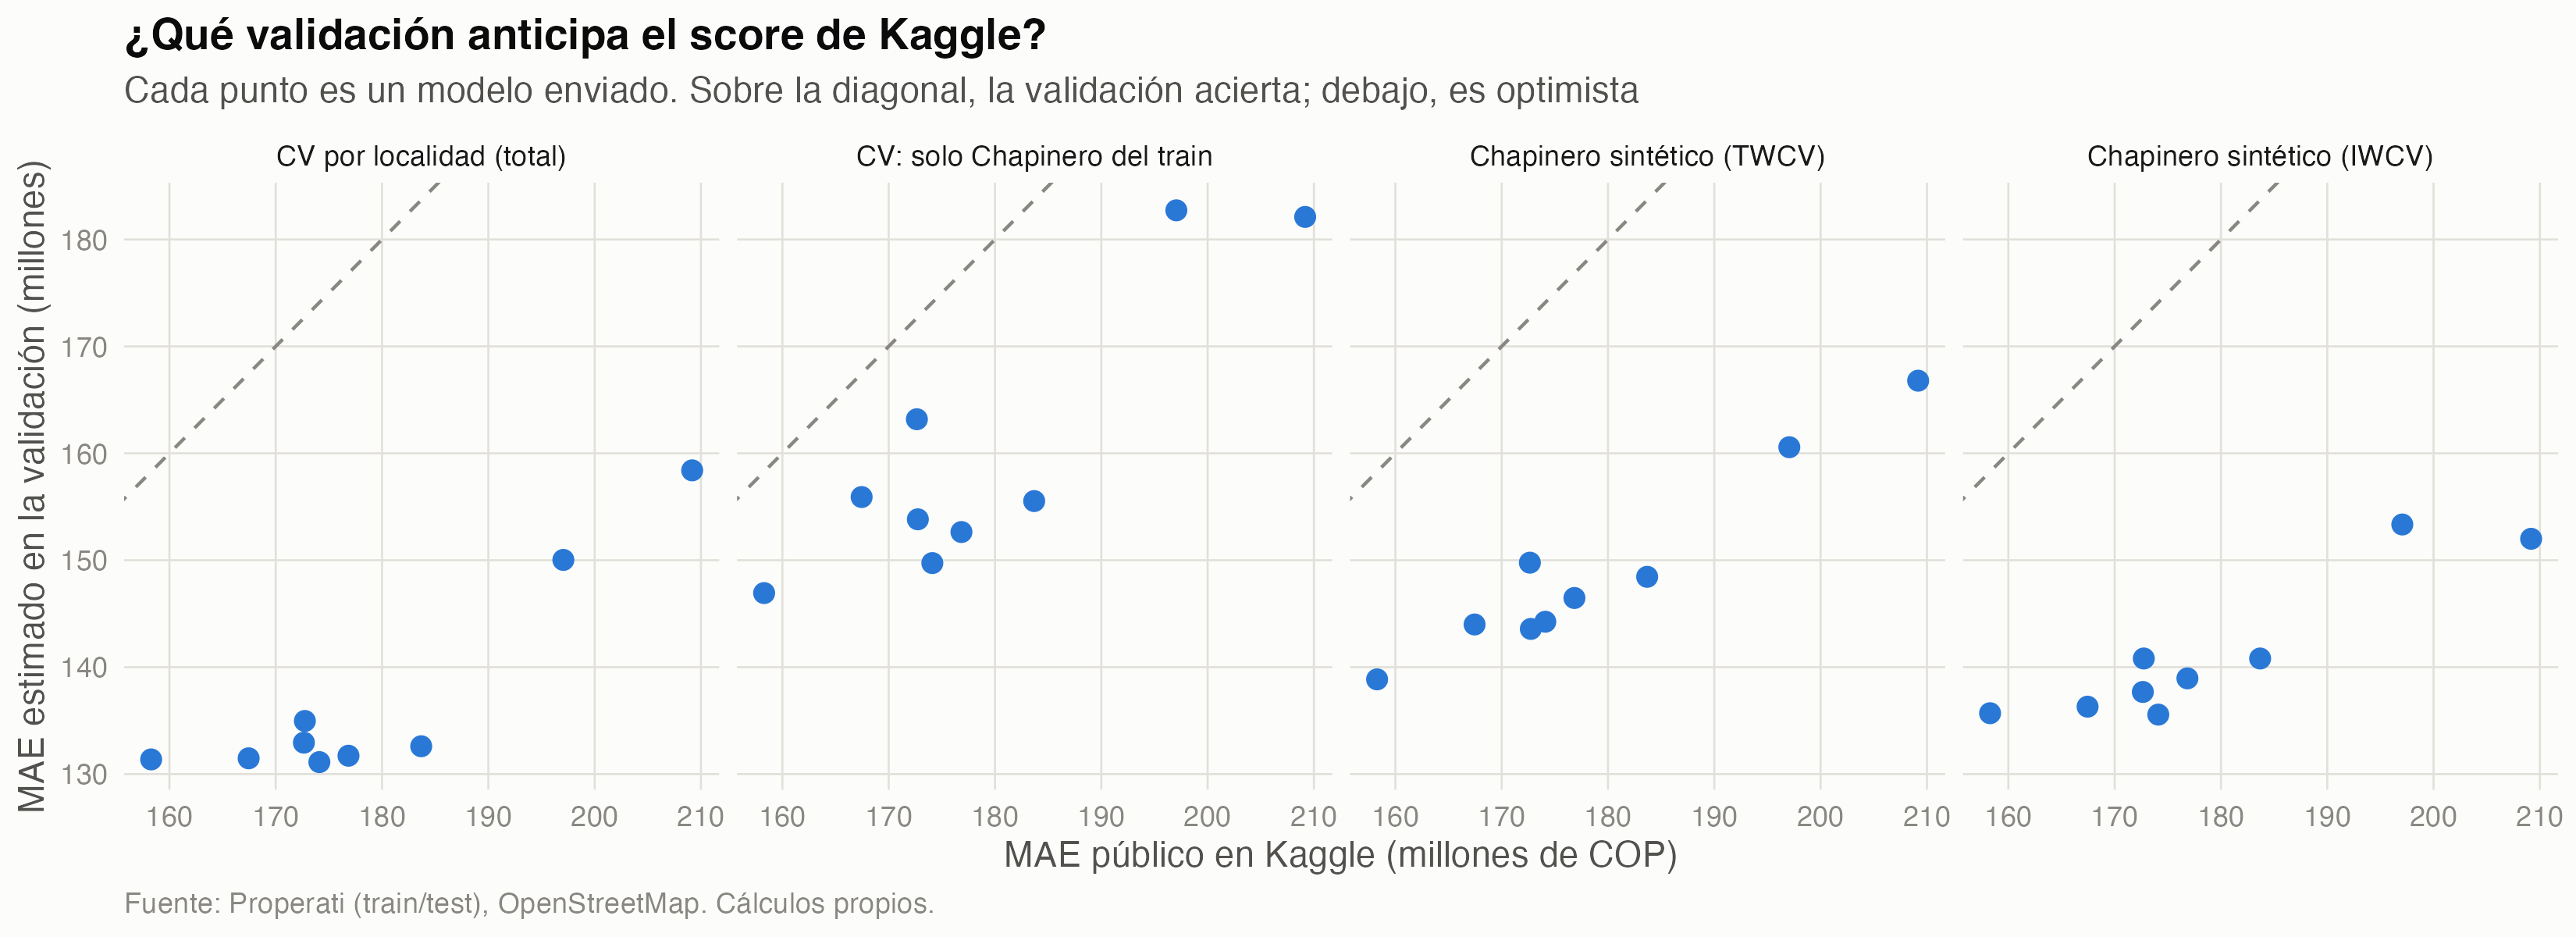 ¿Qué validación anticipa el score de Kaggle?
Cada punto es un modelo enviado. Sobre la diagonal, la validación acierta; debajo, es optimista
CV por localidad (total)
CV: solo Chapinero del train
Chapinero sintético (TWCV)
Chapinero sintético (IWCV)
MAE estimado en la validación (millones)
180
170
160
150
140
130
160 170 180 190 200 210
160 170 180 190 200 210
160 170 180 190 200 210
160 170 180 190 200 210
MAE público en Kaggle (millones de COP)
Fuente: Properati (train/test), OpenStreetMap. Cálculos propios.